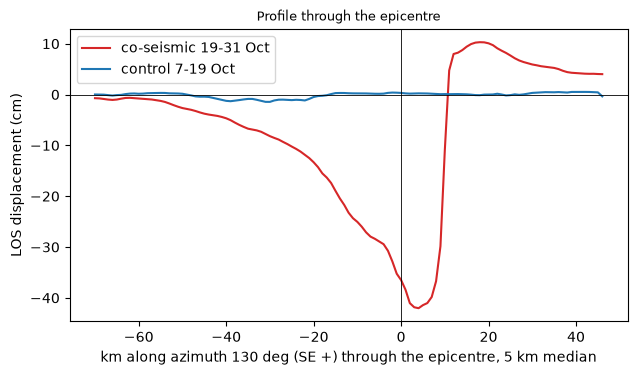 Profile through the epicentre
co-seismic 19-31 Oct
control 7-19 Oct
LOS displacement (cm)
10
0
−10
−20
−30
−40
−60
−40
−20
0
20
40
km along azimuth 130 deg (SE +) through the epicentre, 5 km median